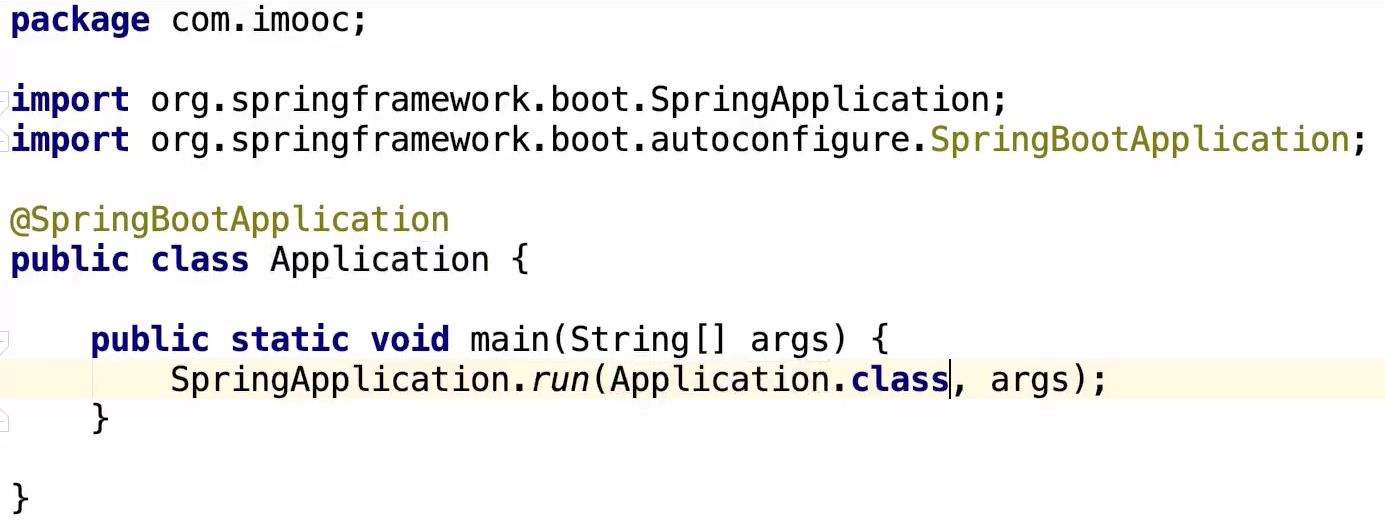 package com.imooc;
import org.springframework.boot.SpringApplication;
import org.springframework.boot.autoconfigure.SpringBootApplication;
@SpringBootApplication
public class Application {
    public static void main(String[] args) {
        SpringApplication.run(Application.class, args);
    }
}